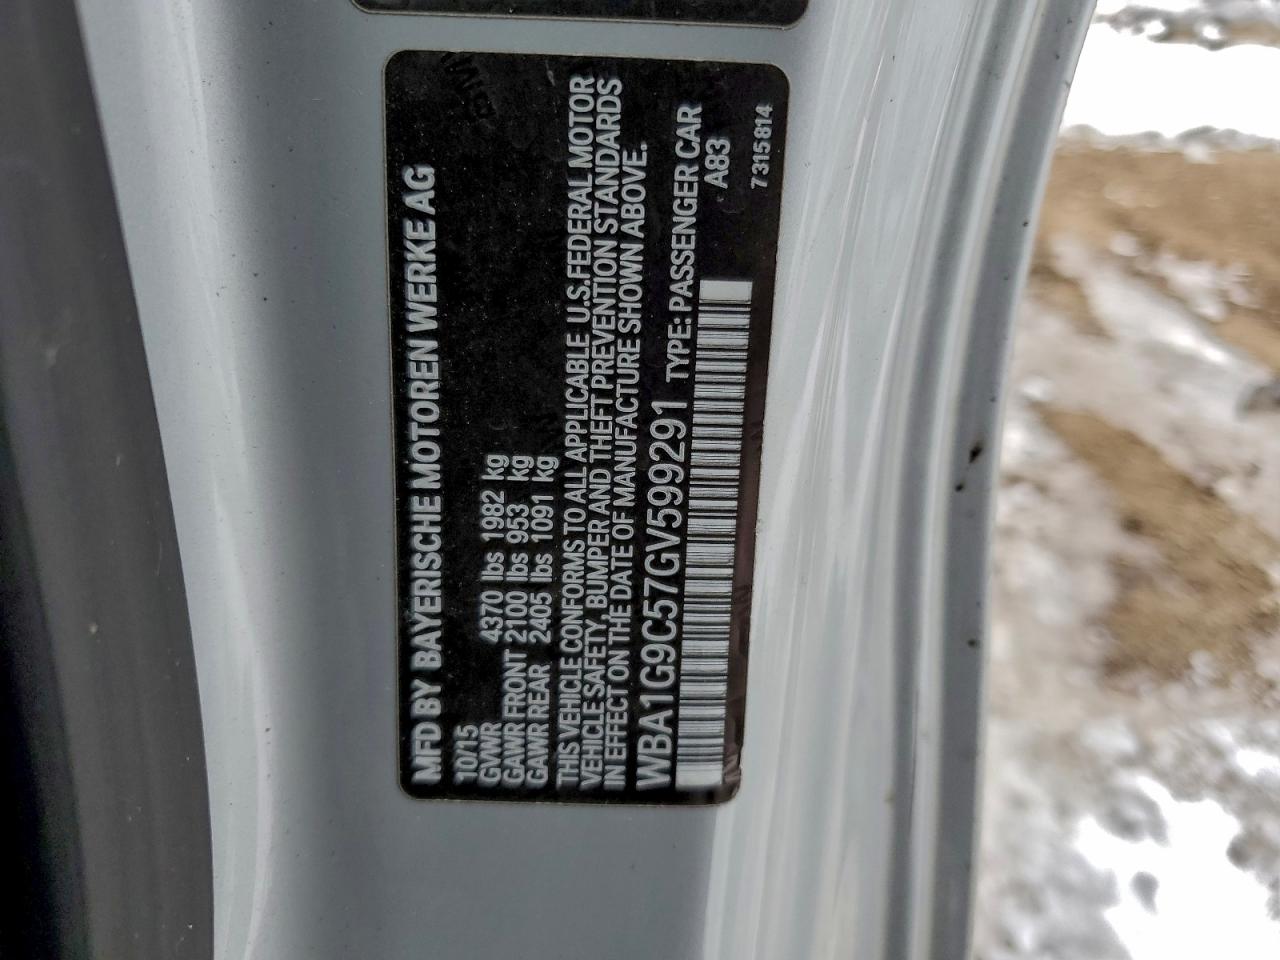 MFD BY BAYERISCHE MOTOREN WERKE AG
10/15
GVWR 4370 lbs 1982 kg
GAWR FRONT 2100 lbs 953 kg
GAWR REAR 2405 lbs 1091 kg
THIS VEHICLE CONFORMS TO ALL APPLICABLE U.S.FEDERAL MOTOR
VEHICLE SAFETY, BUMPER AND THEFT PREVENTION STANDARDS
IN EFFECT ON THE DATE OF MANUFACTURE SHOWN ABOVE.
WBA1G9C57GV599291 TYPE: PASSENGER CAR
A83
7315814